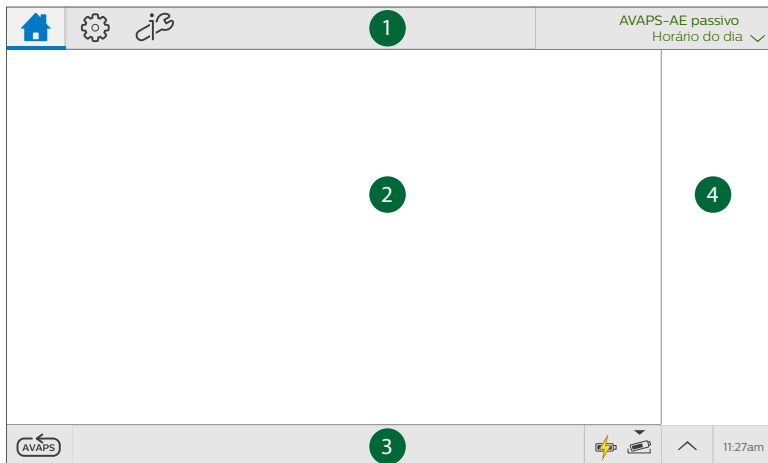 1
AVAPS-AE passivo
Horário do dia
2
4
AVAPS
3
11:27am